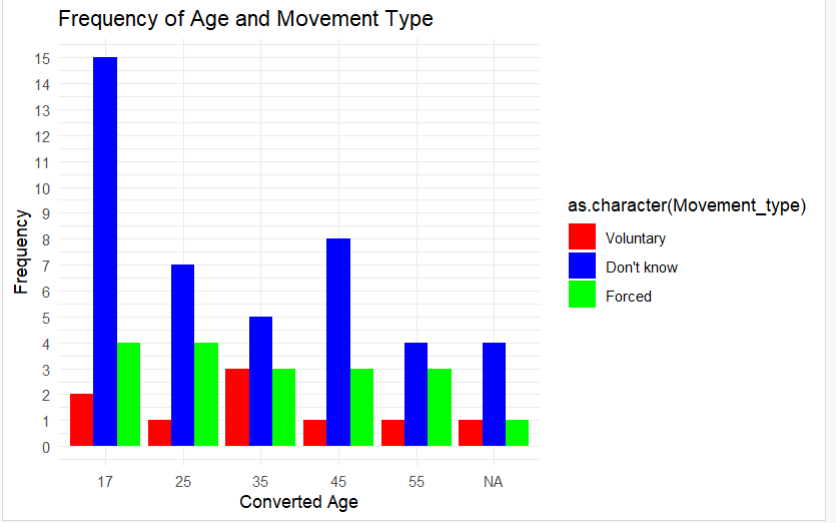 Frequency of Age and Movement Type
15
14
13
12
11
10
9
8
7
6
5
4
3
2
1
0
Frequency
17 25 35 45 55 NA
Converted Age
as.character(Movement_type)
Voluntary
Don't know
Forced